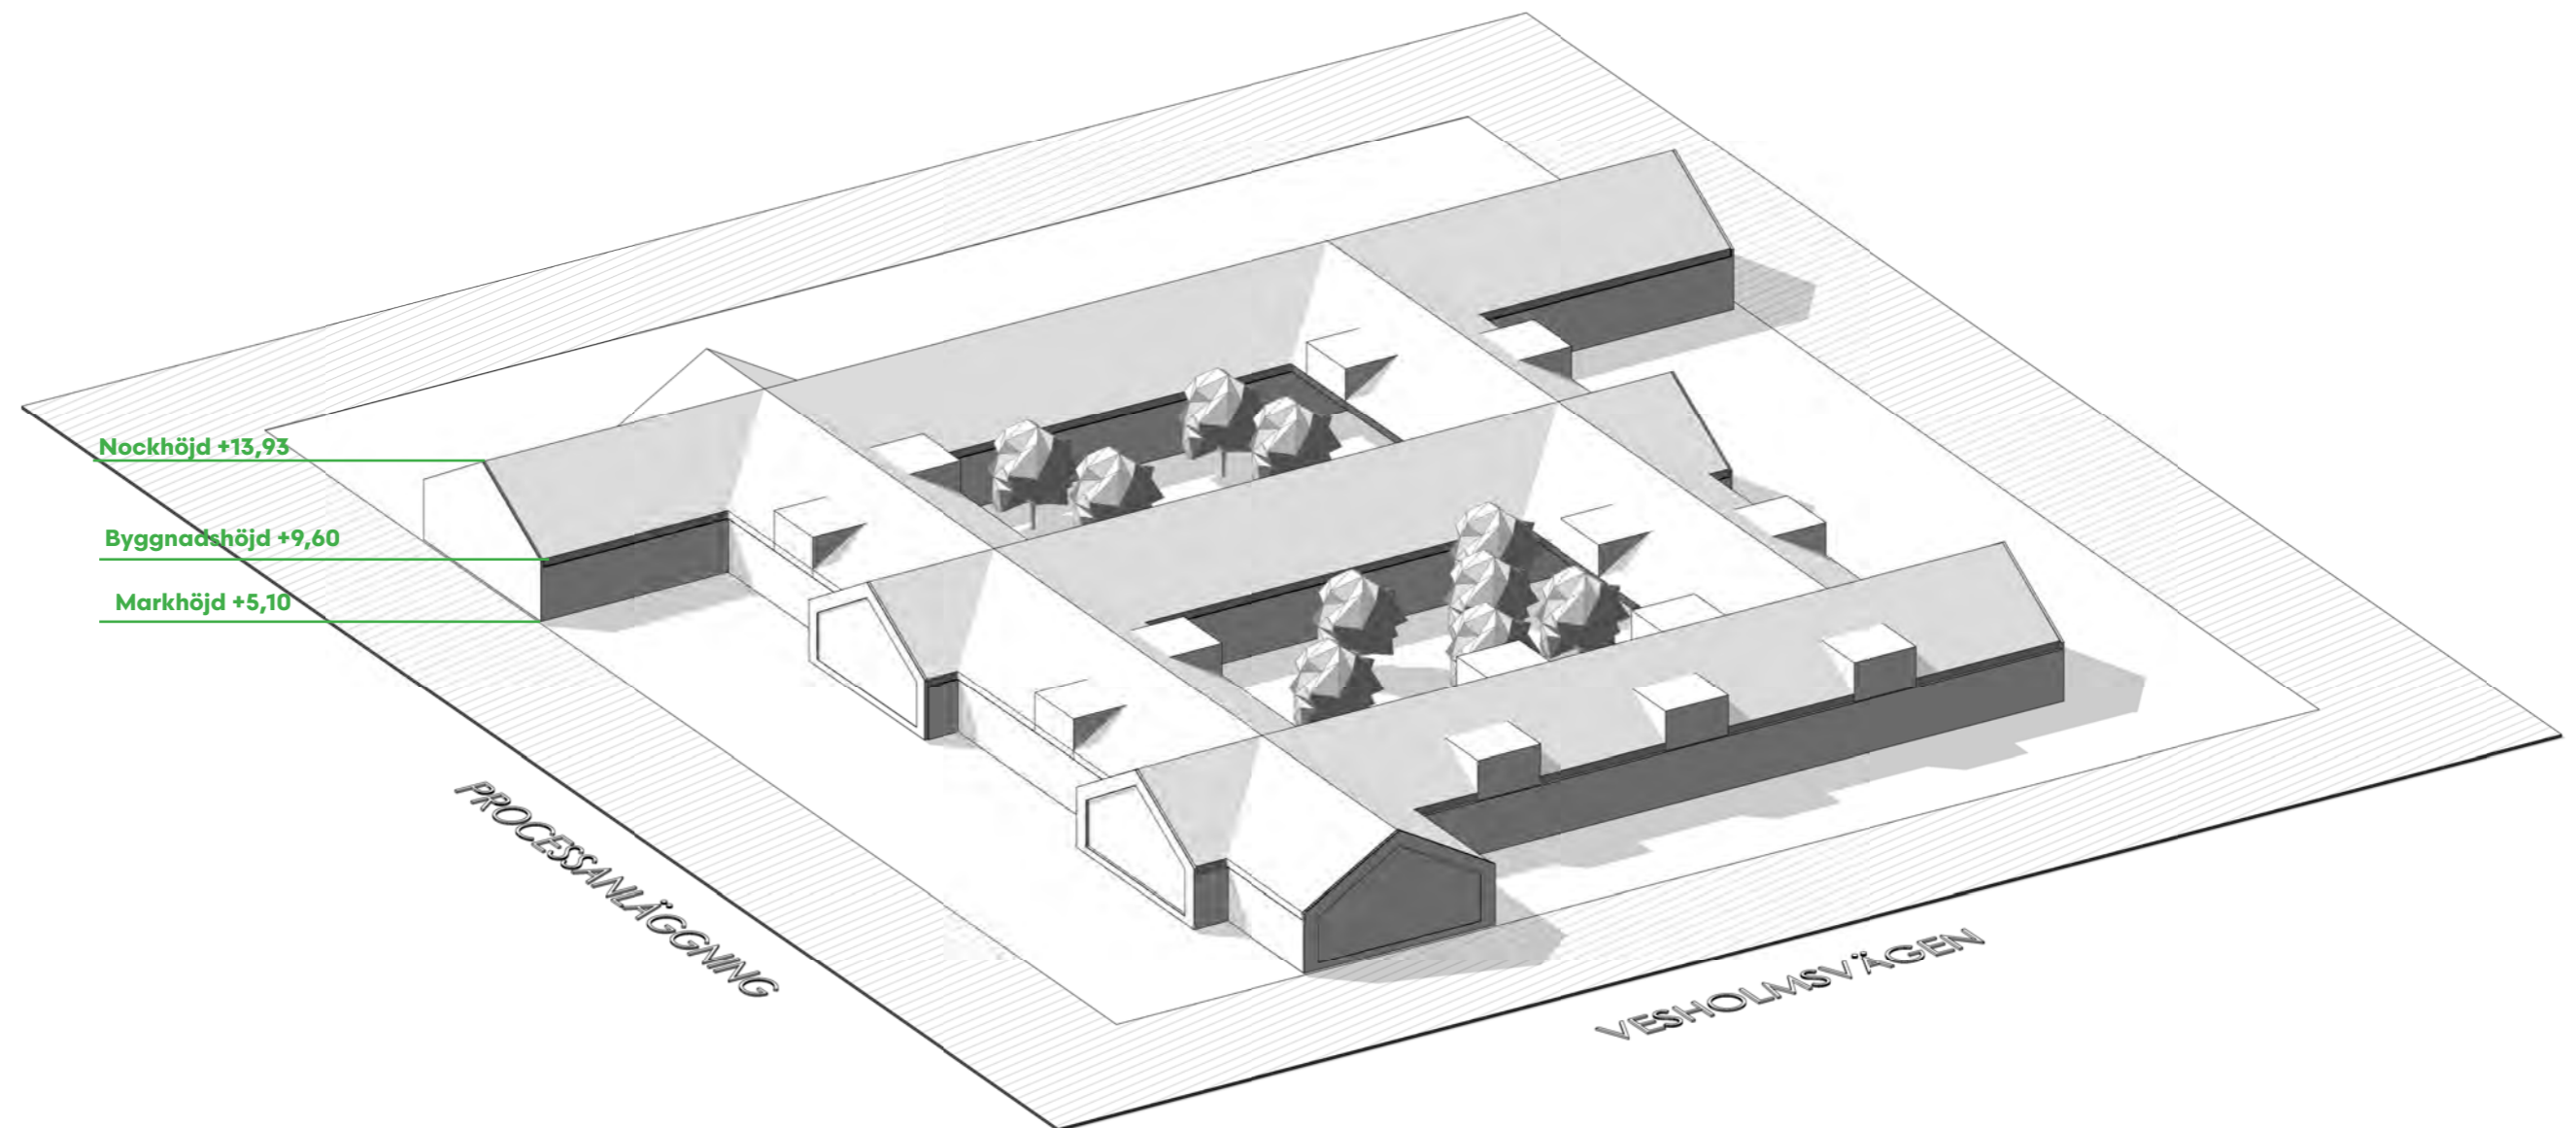 Nockhöjd +13,93
Byggnadshöjd +9,60
Markhöjd +5,10
PROCESSANLÄGGNING
VESHOLMSVÄGEN